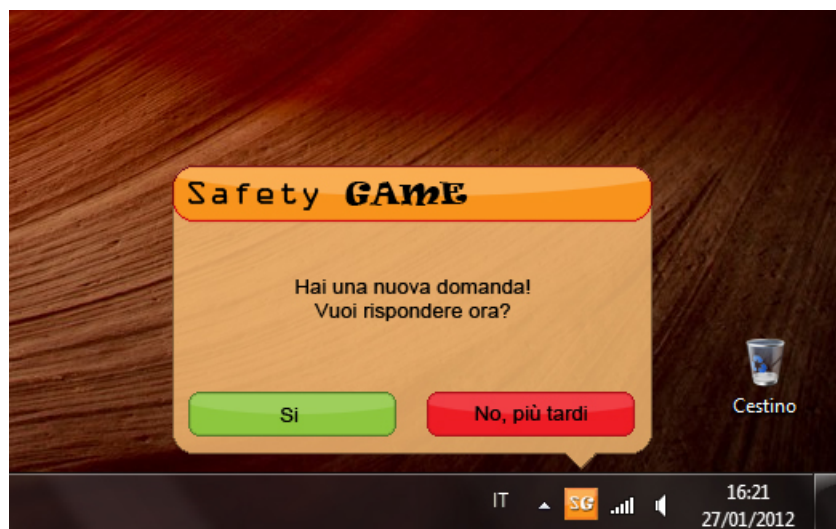 Safety GAME
Hai una nuova domanda!
Vuoi rispondere ora?
Si
No, più tardi
Cestino
IT
SG
16:21
27/01/2012